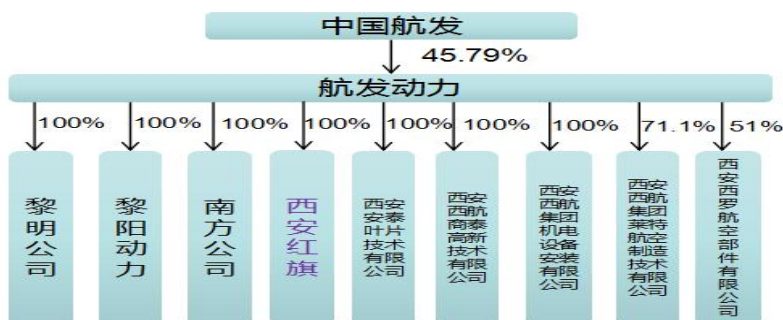 中国航发
45.79%
航发动力
100%
100%
100%
100%
100%
100%
100%
71.1%
51%
黎明公司
黎阳动力
南方公司
西安红旗
西安安泰叶片技术有限公司
西安西航商泰高新技术有限公司
西安西航集团机电设备安装有限公司
西安西航集团莱特航空制造技术有限公司
西安西罗航空部件有限公司